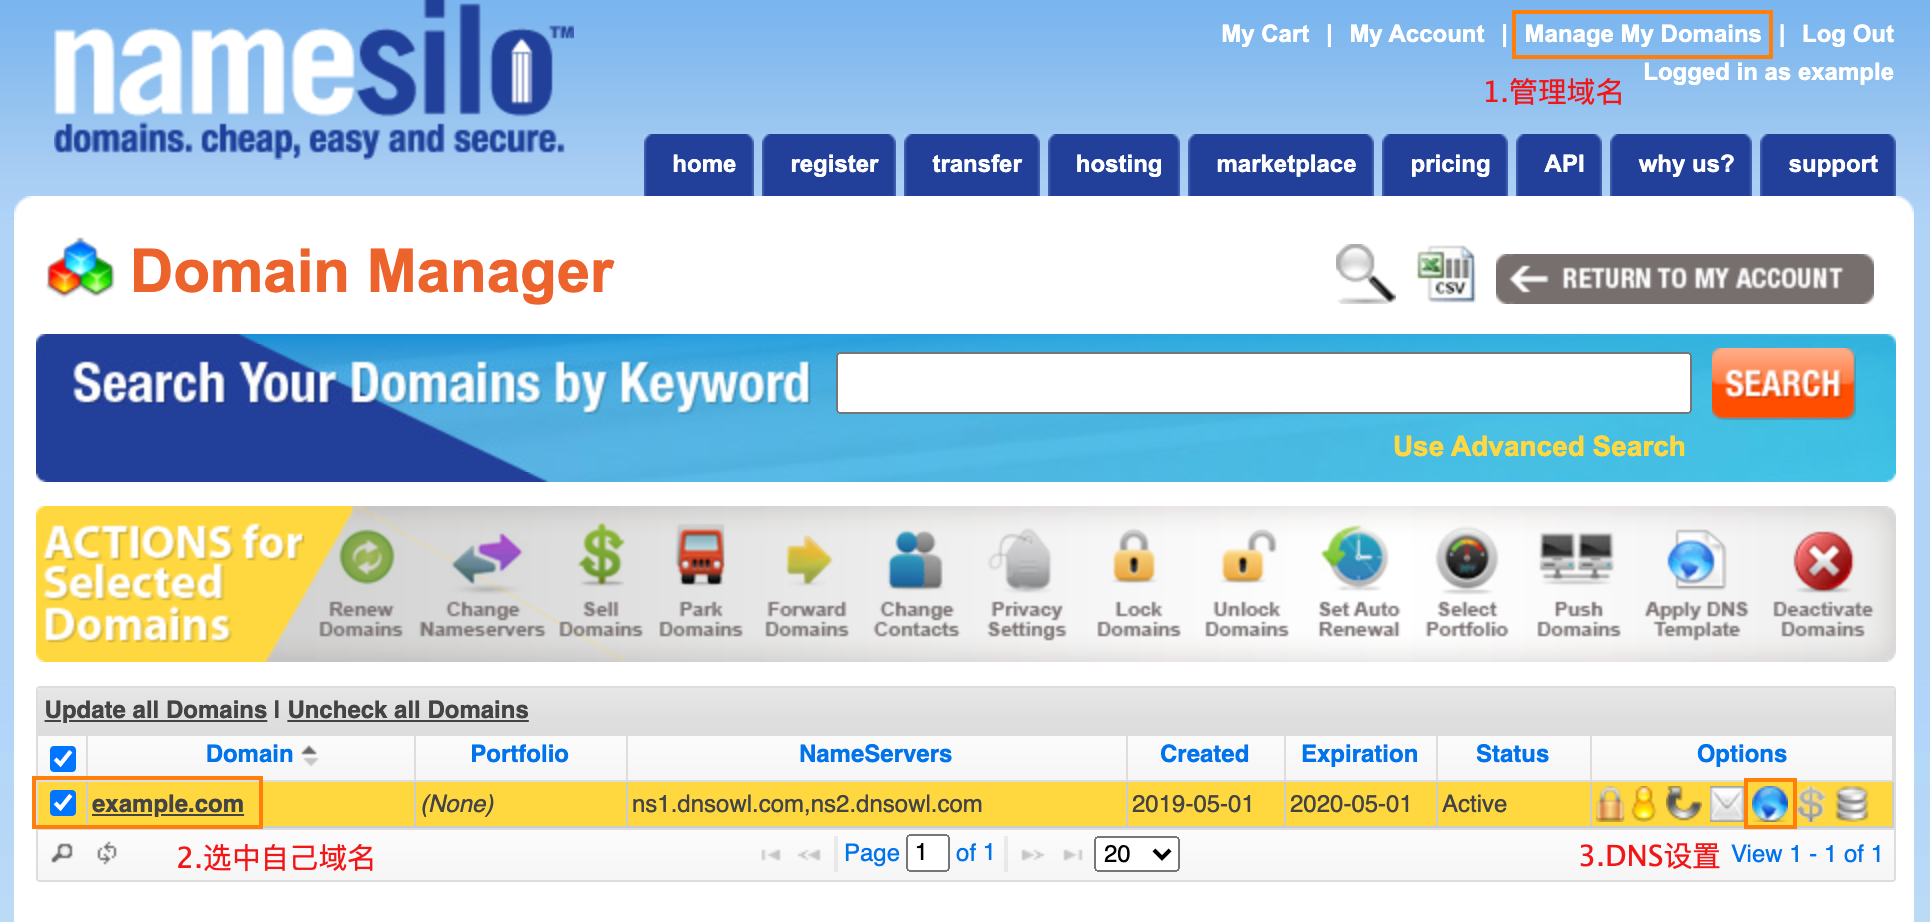 namesilo™
domains. cheap, easy and secure.
My Cart | My Account | Manage My Domains | Log Out
Logged in as example
1.管理域名
home register transfer hosting marketplace pricing API why us? support
Domain Manager
CSV
RETURN TO MY ACCOUNT
Search Your Domains by Keyword
SEARCH
Use Advanced Search
ACTIONS for
Selected
Domains
Renew
Domains
Change
Nameservers
Sell
Domains
Park
Domains
Forward
Domains
Change
Contacts
Privacy
Settings
Lock
Domains
Unlock
Domains
Set Auto
Renewal
Select
Portfolio
Push
Domains
Apply DNS
Template
Deactivate
Domains
Update all Domains | Uncheck all Domains
Domain Portfolio NameServers Created Expiration Status Options
example.com (None) ns1.dnsowl.com,ns2.dnsowl.com 2019-05-01 2020-05-01 Active
2.选中自己域名
Page 1 of 1 20
3.DNS设置
View 1 - 1 of 1